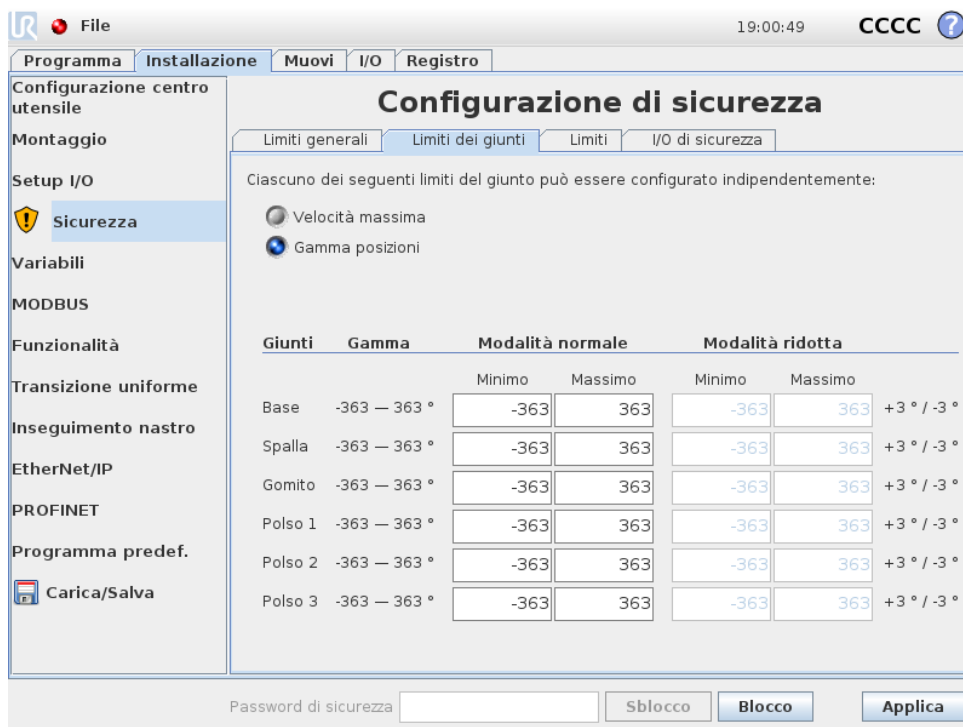 UR File 19:00:49 CCCC ?
Programma Installazione Muovi I/O Registro
Configurazione centro
utensile
Montaggio
Setup I/O
Sicurezza
Variabili
MODBUS
Funzionalità
Transizione uniforme
Inseguimento nastro
EtherNet/IP
PROFINET
Programma predef.
Carica/Salva
Configurazione di sicurezza
Limiti generali Limiti dei giunti Limiti I/O di sicurezza
Ciascuno dei seguenti limiti del giunto può essere configurato indipendentemente:
Velocità massima
Gamma posizioni
Giunti Gamma Modalità normale Modalità ridotta
Minimo Massimo Minimo Massimo
Base -363 — 363 ° -363 363 -363 363 +3 ° / -3 °
Spalla -363 — 363 ° -363 363 -363 363 +3 ° / -3 °
Gomito -363 — 363 ° -363 363 -363 363 +3 ° / -3 °
Polso 1 -363 — 363 ° -363 363 -363 363 +3 ° / -3 °
Polso 2 -363 — 363 ° -363 363 -363 363 +3 ° / -3 °
Polso 3 -363 — 363 ° -363 363 -363 363 +3 ° / -3 °
Password di sicurezza Sblocco Blocco Applica